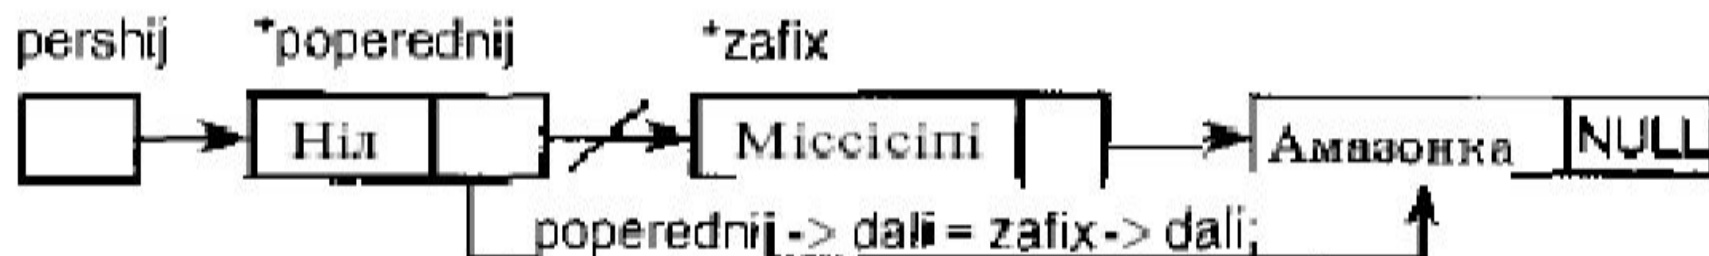 pershij *poperednij *zafix
Ніл Міссісіпі Амазонка NULL
poperednij -> dali = zafix -> dali;